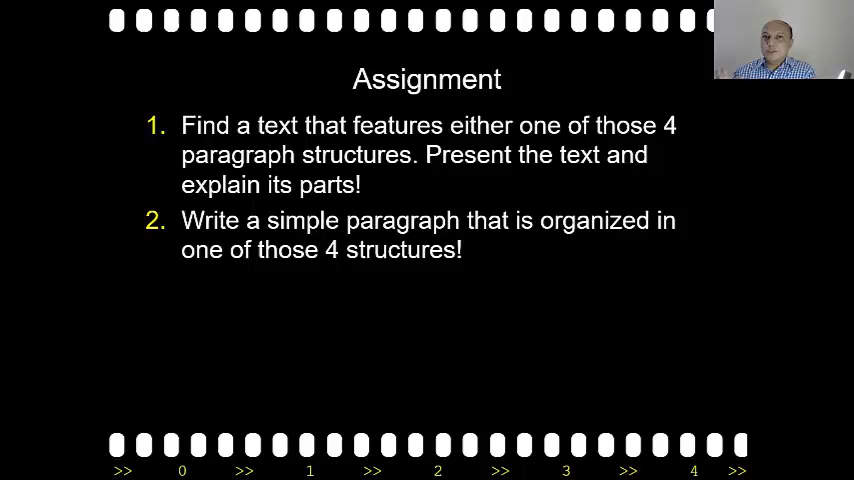 Assignment
1. Find a text that features either one of those 4
paragraph structures. Present the text and
explain its parts!
2. Write a simple paragraph that is organized in
one of those 4 structures!
>> 0 >> 1 >> 2 >> 3 >> 4 >>